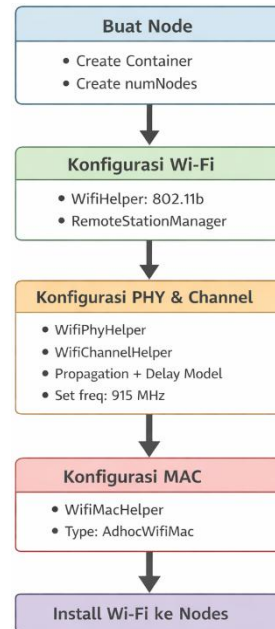 Buat Node
• Create Container
• Create numNodes
Konfigurasi Wi-Fi
• WifiHelper: 802.11b
• RemoteStationManager
Konfigurasi PHY & Channel
• WifiPhyHelper
• WifiChannelHelper
• Propagation + Delay Model
• Set freq: 915 MHz
Konfigurasi MAC
• WifiMacHelper
• Type: AdhocWifiMac
Install Wi-Fi ke Nodes